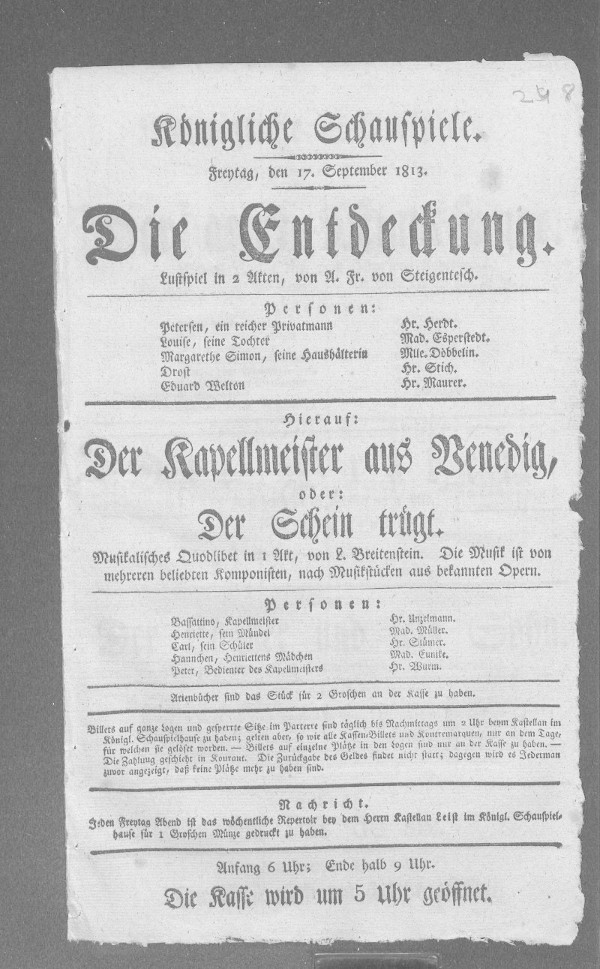 248
Königliche Schauspiele.
Freytag, den 17. September 1813.
Die Entdeckung.
Lustspiel in 2 Akten, von A. Fr. von Steigentesch.
Personen:
Petersen, ein reicher Privatmann Hr. Herdt.
Louise, seine Tochter Mad. Esperstedt.
Margarethe Simon, seine Haushälterin Mlle. Döbbelin.
Drost Hr. Stich.
Eduard Welton Hr. Maurer.
Hierauf:
Der Kapellmeister aus Venedig,
oder:
Der Schein trügt.
Musikalisches Quodlibet in 1 Akt, von L. Breitenstein. Die Musik ist von
mehreren beliebten Komponisten, nach Musikstücken aus bekannten Opern.
Personen:
Bassattino, Kapellmeister Hr. Unzelmann.
Henriette, sein Mündel Mad. Müller.
Carl, sein Schüler Hr. Stümer.
Hannchen, Henriettens Mädchen Mad. Eunike.
Peter, Bedienter des Kapellmeisters Hr. Wurm.
Arienbücher sind das Stück für 2 Groschen an der Kasse zu haben.
Billets auf ganze Logen und gesperrte Sitze im Parterre sind täglich bis Nachmittags um 2 Uhr beym Kastellan im
Königl. Schauspielhause zu haben; gelten aber, so wie alle Kassen-Billets und Kontremarquen, nur an dem Tage,
für welchen sie gelöset worden. — Billets auf einzelne Plätze in den Logen sind nur an der Kasse zu haben. —
Die Zahlung geschieht in Kourant. Die Zurückgabe des Geldes findet nicht statt; dagegen wird es Jederman
zuvor angezeigt, daß keine Plätze mehr zu haben sind.
Nachricht.
Jeden Freytag Abend ist das wöchentliche Repertoir bey dem Herrn Kastellan Leist im Königl. Schauspiel-
hause für 1 Groschen Münze gedruckt zu haben.
Anfang 6 Uhr; Ende halb 9 Uhr.
Die Kasse wird um 5 Uhr geöffnet.